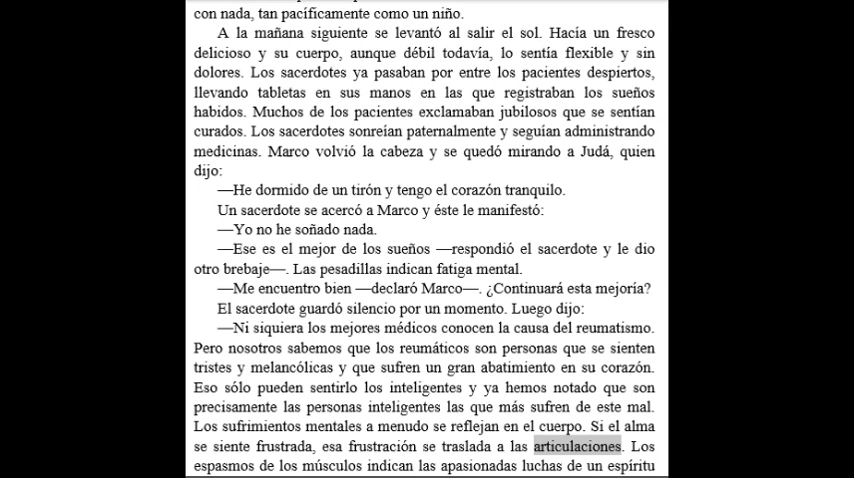 con nada, tan pacíficamente como un niño.
A la mañana siguiente se levantó al salir el sol. Hacía un fresco
delicioso y su cuerpo, aunque débil todavía, lo sentía flexible y sin
dolores. Los sacerdotes ya pasaban por entre los pacientes despiertos,
llevando tabletas en sus manos en las que registraban los sueños
habidos. Muchos de los pacientes exclamaban jubilosos que se sentían
curados. Los sacerdotes sonreían paternalmente y seguían administrando
medicinas. Marco volvió la cabeza y se quedó mirando a Judá, quien
dijo:
—He dormido de un tirón y tengo el corazón tranquilo.
Un sacerdote se acercó a Marco y éste le manifestó:
—Yo no he soñado nada.
—Ese es el mejor de los sueños —respondió el sacerdote y le dio
otro brebaje—. Las pesadillas indican fatiga mental.
—Me encuentro bien —declaró Marco—. ¿Continuará esta mejoría?
El sacerdote guardó silencio por un momento. Luego dijo:
—Ni siquiera los mejores médicos conocen la causa del reumatismo.
Pero nosotros sabemos que los reumáticos son personas que se sienten
tristes y melancólicas y que sufren un gran abatimiento en su corazón.
Eso sólo pueden sentirlo los inteligentes y ya hemos notado que son
precisamente las personas inteligentes las que más sufren de este mal.
Los sufrimientos mentales a menudo se reflejan en el cuerpo. Si el alma
se siente frustrada, esa frustración se traslada a las articulaciones. Los
espasmos de los músculos indican las apasionadas luchas de un espíritu